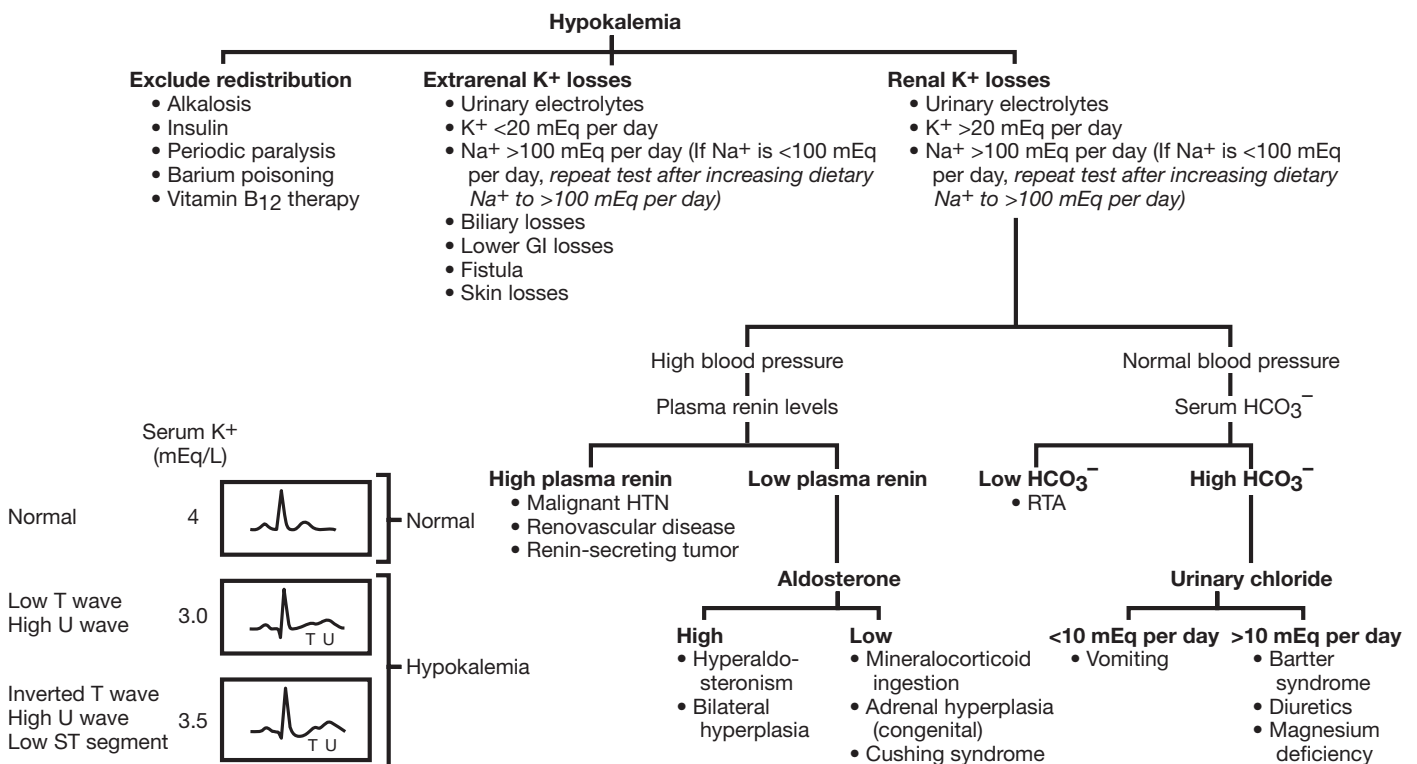 Hypokalemia
Exclude redistribution
• Alkalosis
• Insulin
• Periodic paralysis
• Barium poisoning
• Vitamin B12 therapy
Extrarenal K+ losses
• Urinary electrolytes
• K+ <20 mEq per day
• Na+ >100 mEq per day (If Na+ is <100 mEq
per day, repeat test after increasing dietary
Na+ to >100 mEq per day)
• Biliary losses
• Lower GI losses
• Fistula
• Skin losses
Renal K+ losses
• Urinary electrolytes
• K+ >20 mEq per day
• Na+ >100 mEq per day (If Na+ is <100 mEq
per day, repeat test after increasing dietary
Na+ to >100 mEq per day)
High blood pressure
Plasma renin levels
High plasma renin
• Malignant HTN
• Renovascular disease
• Renin-secreting tumor
Low plasma renin
Aldosterone
High
• Hyperaldo-
steronism
• Bilateral
hyperplasia
Low
• Mineralocorticoid
ingestion
• Adrenal hyperplasia
(congenital)
• Cushing syndrome
Normal blood pressure
Serum HCO3−
Low HCO3−
• RTA
High HCO3−
Urinary chloride
<10 mEq per day
• Vomiting
>10 mEq per day
• Bartter
syndrome
• Diuretics
• Magnesium
deficiency
Serum K+
(mEq/L)
Normal
4
Normal
Low T wave
High U wave
3.0
T U
Hypokalemia
Inverted T wave
High U wave
Low ST segment
3.5
T U